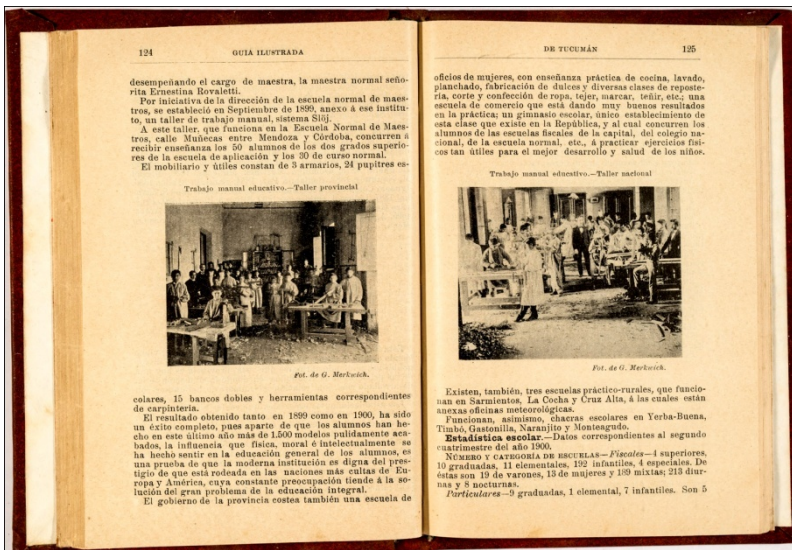 124
GUIA ILUSTRADA
desempeñando el cargo de maestra, la maestra normal seño-
rita Ernestina Rovaletti.
Por iniciativa de la dirección de la escuela normal de maes-
tros, se estableció en Septiembre de 1899, anexo á ese institu-
to, un taller de trabajo manual, sistema Slöj.
A este taller, que funciona en la Escuela Normal de Maes-
tros, calle Muñecas entre Mendoza y Córdoba, concurren á
recibir enseñanza los 50 alumnos de los dos grados superio-
res de la escuela de aplicación y los 30 de curso normal.
El mobiliario y útiles constan de 3 armarios, 24 pupitres es-
Trabajo manual educativo.—Taller provincial
Fot. de G. Merkwich.
colares, 15 bancos dobles y herramientas correspondientes
de carpintería.
El resultado obtenido tanto en 1899 como en 1900, ha sido
un éxito completo, pues aparte de que los alumnos han he-
cho en este último año más de 1.500 modelos pulidamente aca-
bados, la influencia que física, moral é intelectualmente se
ha hecho sentir en la educación general de los alumnos, es
una prueba de que la moderna institución es digna del pres-
tigio de que está rodeada en las naciones más cultas de Eu-
ropa y América, cuya constante preocupación tiende á la so-
lución del gran problema de la educación integral.
El gobierno de la provincia costea también una escuela de
DE TUCUMÁN
125
oficios de mujeres, con enseñanza práctica de cocina, lavado,
planchado, fabricación de dulces y diversas clases de reposte-
ría, corte y confección de ropa, tejer, marcar, teñir, etc.; una
escuela de comercio que está dando muy buenos resultados
en la práctica; un gimnasio escolar, único establecimiento de
esta clase que existe en la República, y al cual concurren los
alumnos de las escuelas fiscales de la capital, del colegio na-
cional, de la escuela normal, etc., á practicar ejercicios físi-
cos tan útiles para el mejor desarrollo y salud de los niños.
Trabajo manual educativo.—Taller nacional
Fot. de G. Merkwich.
Existen, también, tres escuelas práctico-rurales, que funcio-
nan en Sarmientos, La Cocha y Cruz Alta, á las cuales están
anexas oficinas meteorológicas.
Funcionan, asimismo, chacras escolares en Yerba-Buena,
Timbó, Gastonilla, Naranjito y Monteagudo.
Estadística escolar.—Datos correspondientes al segundo
cuatrimestre del año 1900.
NÚMERO Y CATEGORÍA DE ESCUELAS—Fiscales—4 superiores,
10 graduadas, 11 elementales, 192 infantiles, 4 especiales. De
éstas son 19 de varones, 13 de mujeres y 189 mixtas; 213 diur-
nas y 8 nocturnas.
Particulares—9 graduadas, 1 elemental, 7 infantiles. Son 5